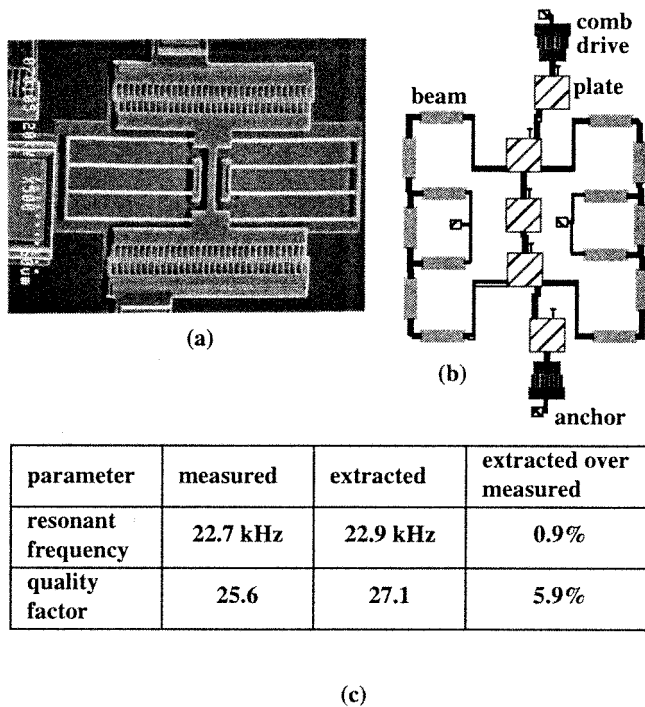 comb
drive
plate
beam
anchor
(a)
(b)
parameter measured extracted extracted over measured
resonant frequency 22.7 kHz 22.9 kHz 0.9%
quality factor 25.6 27.1 5.9%
(c)